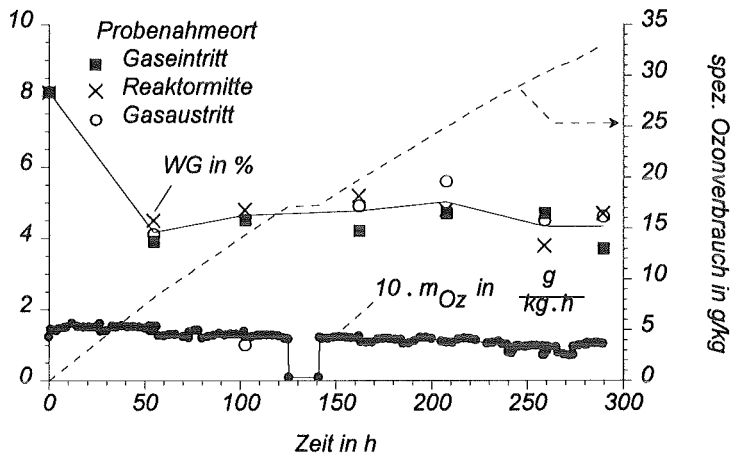 10
8
6
4
2
0
Probenahmeort
Gaseintritt
Reaktormitte
Gasaustritt
WG in %
10 . m Oz in g / kg.h
35
30
25
20
15
10
5
0
spez. Ozonverbrauch in g/kg
0
50
100
150
200
250
300
Zeit in h